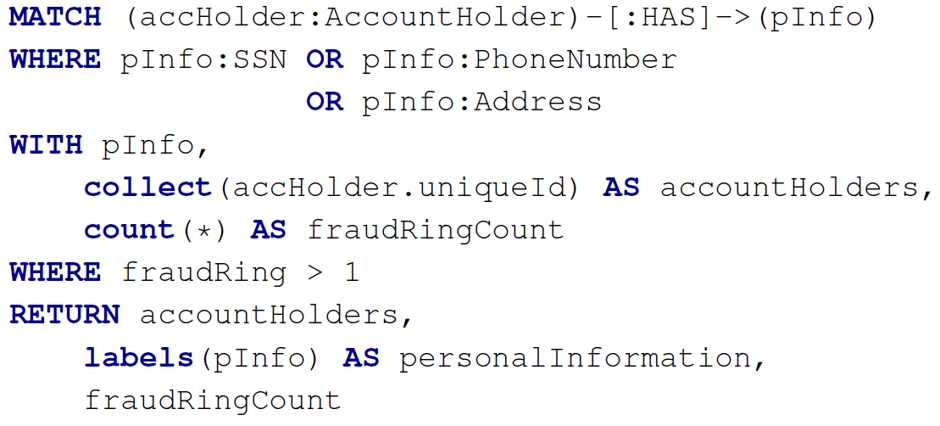 MATCH (accHolder:AccountHolder)-[:HAS]->(pInfo)
WHERE pInfo:SSN OR pInfo:PhoneNumber
OR pInfo:Address
WITH pInfo,
collect(accHolder.uniqueId) AS accountHolders,
count(*) AS fraudRingCount
WHERE fraudRing > 1
RETURN accountHolders,
labels(pInfo) AS personalInformation,
fraudRingCount